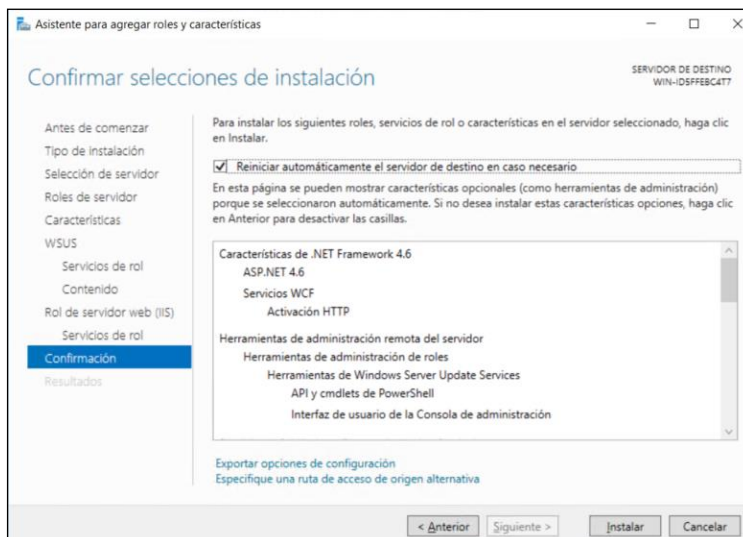 Asistente para agregar roles y características
Confirmar selecciones de instalación
SERVIDOR DE DESTINO
WIN-ID5FFEBC4T7
Antes de comenzar
Tipo de instalación
Selección de servidor
Roles de servidor
Características
WSUS
Servicios de rol
Contenido
Rol de servidor web (IIS)
Servicios de rol
Confirmación
Resultados
Para instalar los siguientes roles, servicios de rol o características en el servidor seleccionado, haga clic
en Instalar.
Reiniciar automáticamente el servidor de destino en caso necesario
En esta página se pueden mostrar características opcionales (como herramientas de administración)
porque se seleccionaron automáticamente. Si no desea instalar estas características opciones, haga clic
en Anterior para desactivar las casillas.
Características de .NET Framework 4.6
ASP.NET 4.6
Servicios WCF
Activación HTTP
Herramientas de administración remota del servidor
Herramientas de administración de roles
Herramientas de Windows Server Update Services
API y cmdlets de PowerShell
Interfaz de usuario de la Consola de administración
Exportar opciones de configuración
Especifique una ruta de acceso de origen alternativa
< Anterior
Siguiente >
Instalar
Cancelar